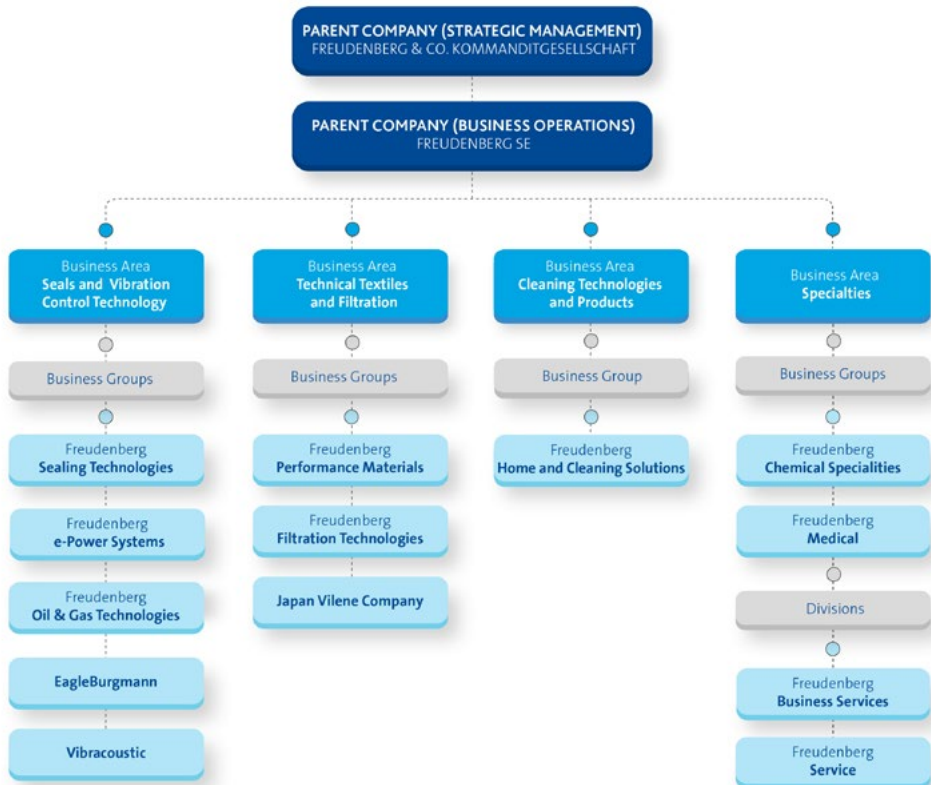 PARENT COMPANY (STRATEGIC MANAGEMENT)
FREUDENBERG & CO. KOMMANDITGESELLSCHAFT
PARENT COMPANY (BUSINESS OPERATIONS)
FREUDENBERG SE
Business Area
Seals and Vibration
Control Technology
Business Groups
Freudenberg
Sealing Technologies
Freudenberg
e-Power Systems
Freudenberg
Oil & Gas Technologies
EagleBurgmann
Vibracoustic
Business Area
Technical Textiles
and Filtration
Business Groups
Freudenberg
Performance Materials
Freudenberg
Filtration Technologies
Japan Vilene Company
Business Area
Cleaning Technologies
and Products
Business Group
Freudenberg
Home and Cleaning Solutions
Business Area
Specialties
Business Groups
Freudenberg
Chemical Specialities
Freudenberg
Medical
Divisions
Freudenberg
Business Services
Freudenberg
Service